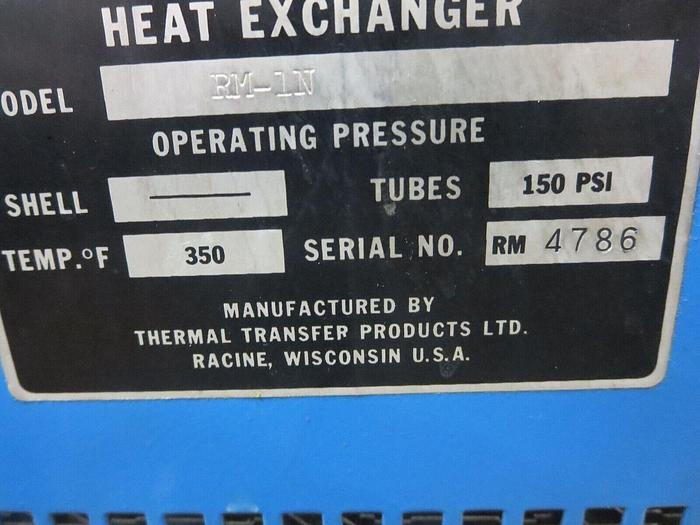 HEAT EXCHANGER
ODEL RM-1N
OPERATING PRESSURE
SHELL TUBES 150 PSI
TEMP.°F 350 SERIAL NO. RM 4786
MANUFACTURED BY
THERMAL TRANSFER PRODUCTS LTD.
RACINE, WISCONSIN U.S.A.